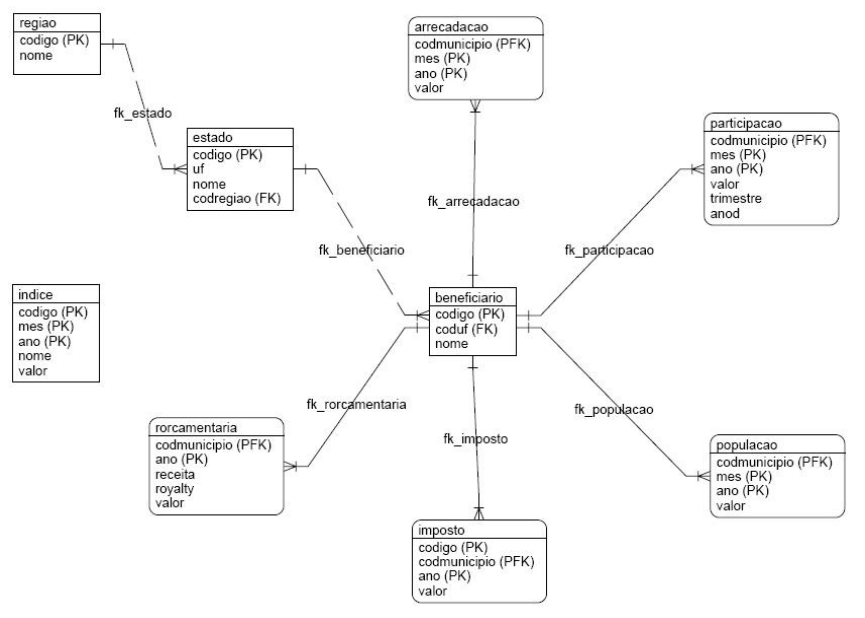 regiao
codigo (PK)
nome
fk_estado
estado
codigo (PK)
uf
nome
codregiao (FK)
fk_beneficiario
arrecadacao
codmunicipio (PFK)
mes (PK)
ano (PK)
valor
fk_arrecadacao
participacao
codmunicipio (PFK)
mes (PK)
ano (PK)
valor
trimestre
anod
fk_participacao
indice
codigo (PK)
mes (PK)
ano (PK)
nome
valor
beneficiario
codigo (PK)
coduf (FK)
nome
fk_rorcamentaria
rorcamentaria
codmunicipio (PFK)
ano (PK)
receita
royalty
valor
fk_imposto
imposto
codigo (PK)
codmunicipio (PFK)
ano (PK)
valor
fk_populacao
populacao
codmunicipio (PFK)
mes (PK)
ano (PK)
valor